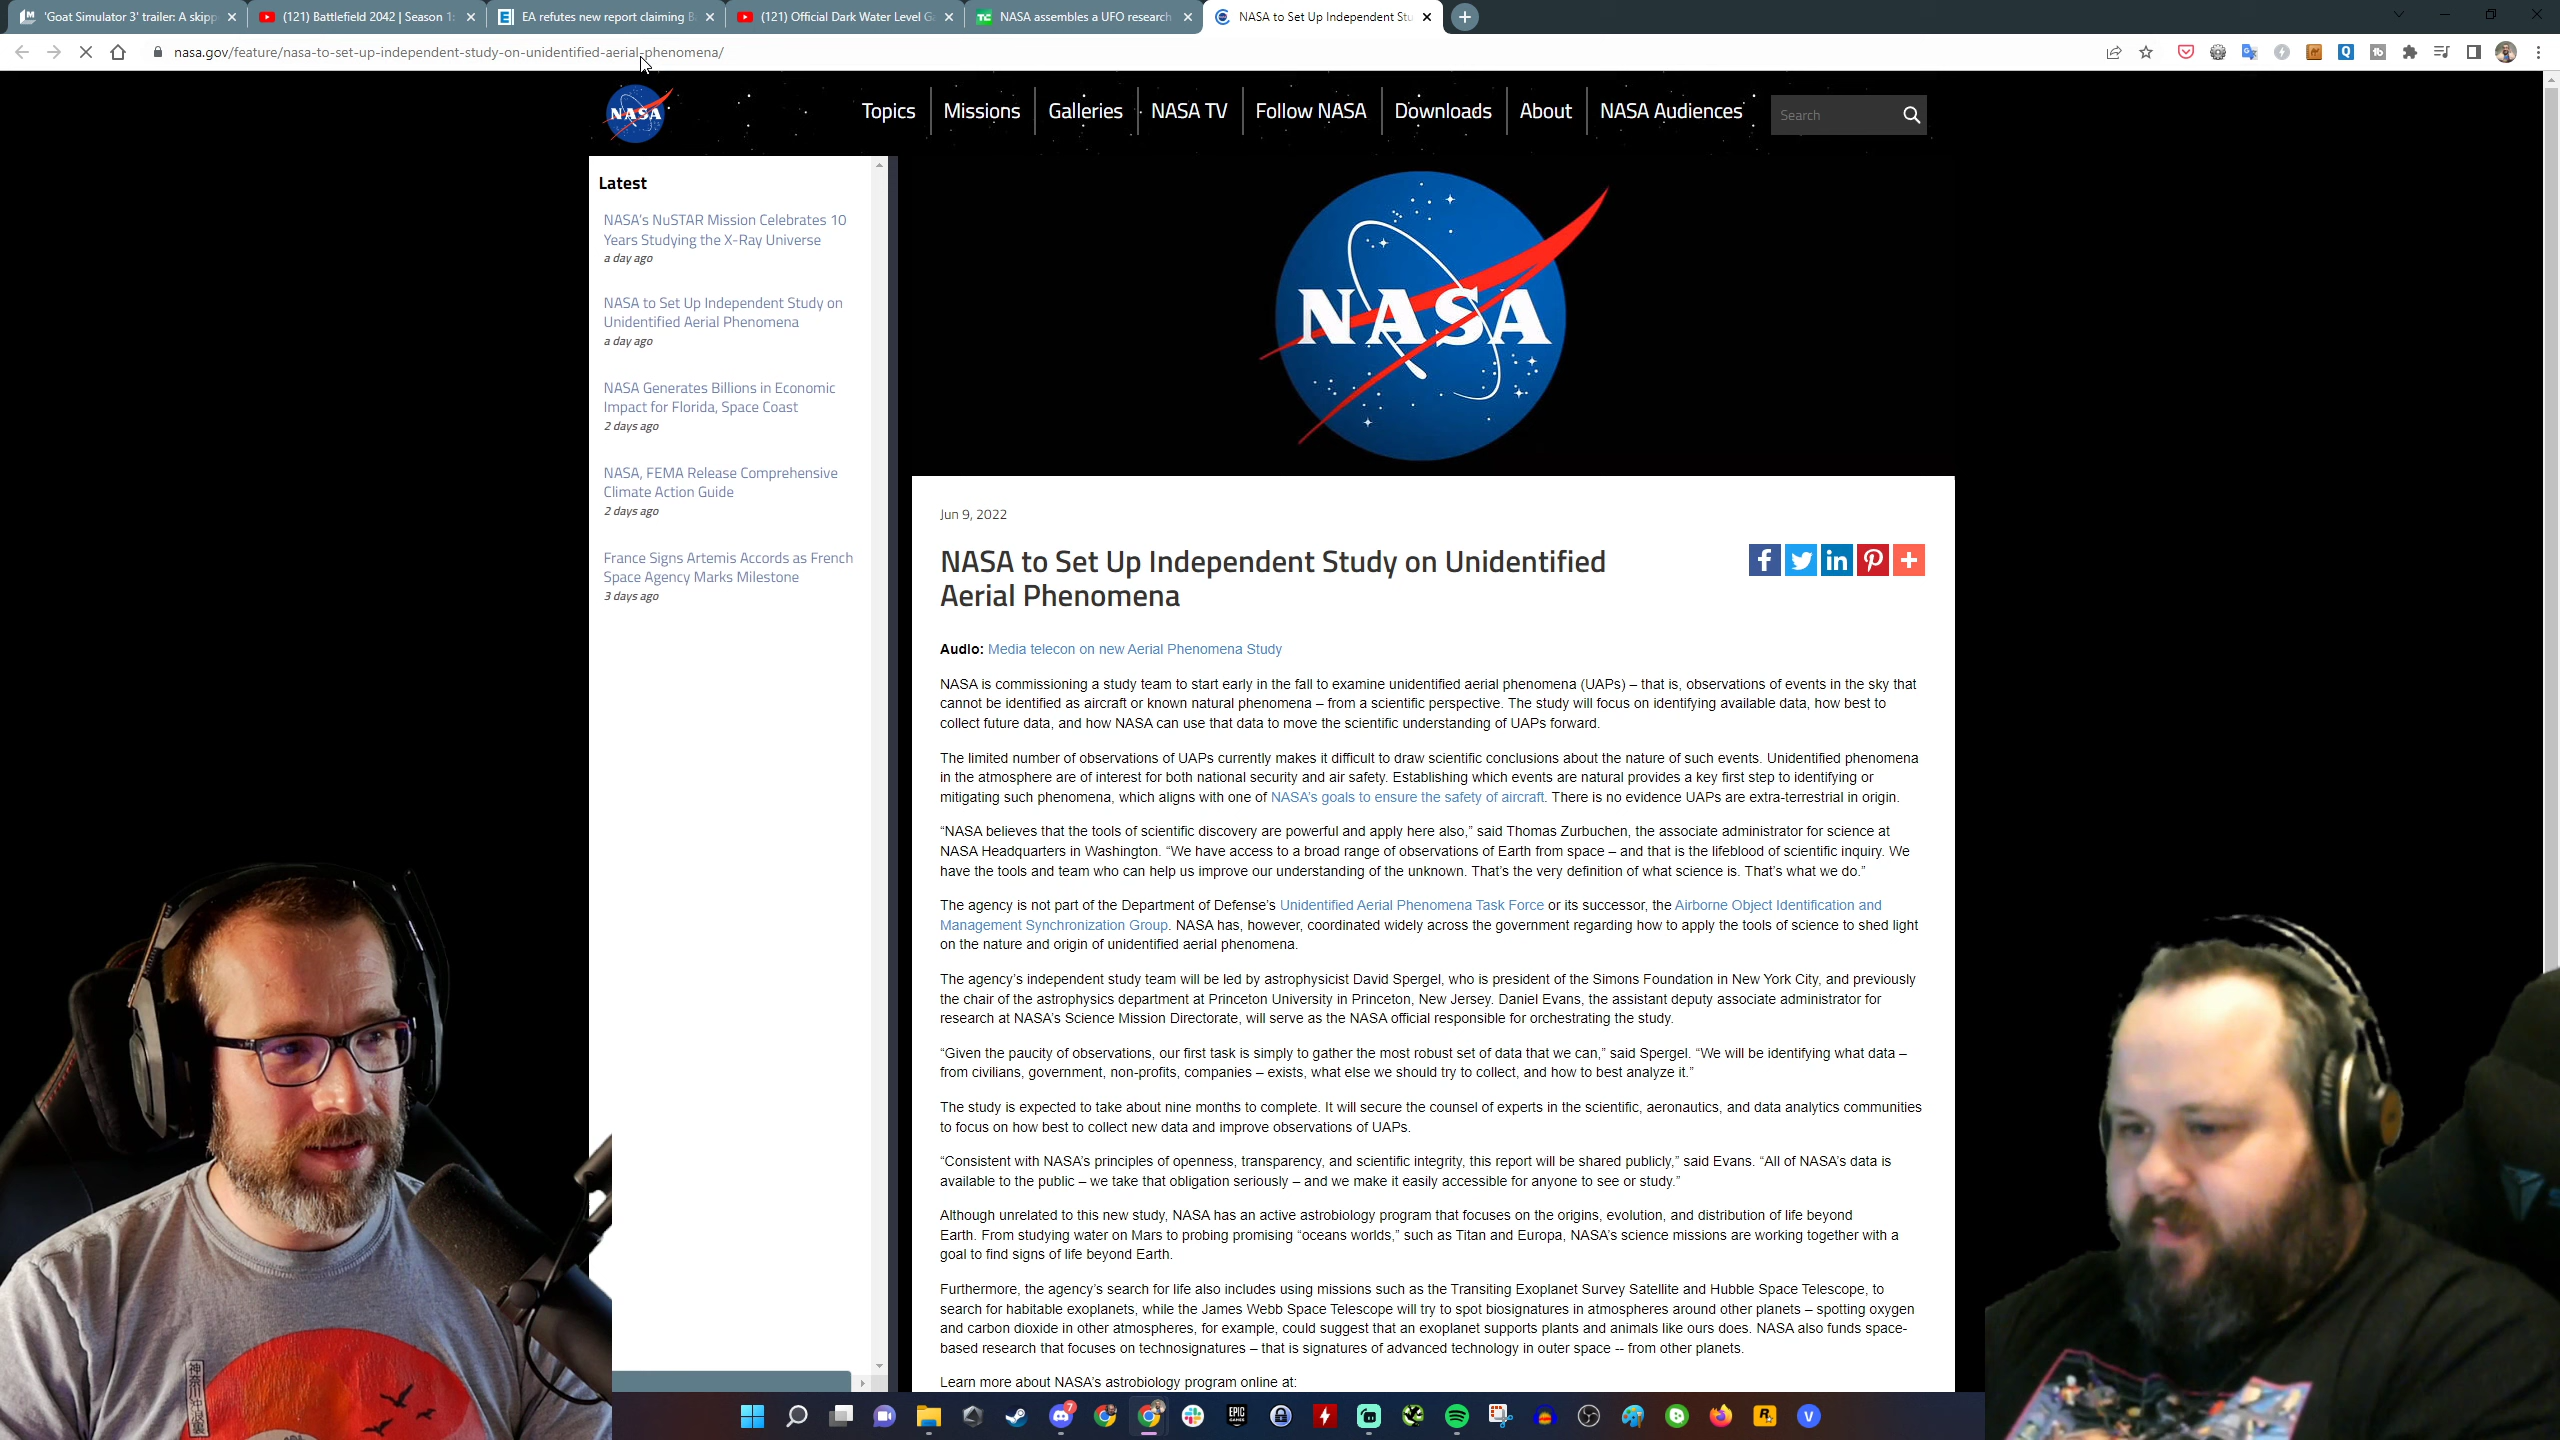 'Goat Simulator 3' trailer: A skipp
(121) Battlefield 2042 | Season 1:
EA refutes new report claiming B
(121) Official Dark Water Level G
NASA assembles a UFO research
NASA to Set Up Independent Stu
nasa.gov/feature/nasa-to-set-up-independent-study-on-unidentified-aerial-phenomena/
NASA
Topics
Missions
Galleries
NASA TV
Follow NASA
Downloads
About
NASA Audiences
Search
Latest
NASA's NuSTAR Mission Celebrates 10
Years Studying the X-Ray Universe
a day ago
NASA to Set Up Independent Study on
Unidentified Aerial Phenomena
a day ago
NASA Generates Billions in Economic
Impact for Florida, Space Coast
2 days ago
NASA, FEMA Release Comprehensive
Climate Action Guide
2 days ago
France Signs Artemis Accords as French
Space Agency Marks Milestone
3 days ago
NASA
Jun 9, 2022
NASA to Set Up Independent Study on Unidentified
Aerial Phenomena
Audio: Media telecon on new Aerial Phenomena Study
NASA is commissioning a study team to start early in the fall to examine unidentified aerial phenomena (UAPs) – that is, observations of events in the sky that
cannot be identified as aircraft or known natural phenomena – from a scientific perspective. The study will focus on identifying available data, how best to
collect future data, and how NASA can use that data to move the scientific understanding of UAPs forward.
The limited number of observations of UAPs currently makes it difficult to draw scientific conclusions about the nature of such events. Unidentified phenomena
in the atmosphere are of interest for both national security and air safety. Establishing which events are natural provides a key first step to identifying or
mitigating such phenomena, which aligns with one of NASA's goals to ensure the safety of aircraft. There is no evidence UAPs are extra-terrestrial in origin.
“NASA believes that the tools of scientific discovery are powerful and apply here also,” said Thomas Zurbuchen, the associate administrator for science at
NASA Headquarters in Washington. “We have access to a broad range of observations of Earth from space – and that is the lifeblood of scientific inquiry. We
have the tools and team who can help us improve our understanding of the unknown. That's the very definition of what science is. That's what we do.”
The agency is not part of the Department of Defense's Unidentified Aerial Phenomena Task Force or its successor, the Airborne Object Identification and
Management Synchronization Group. NASA has, however, coordinated widely across the government regarding how to apply the tools of science to shed light
on the nature and origin of unidentified aerial phenomena.
The agency's independent study team will be led by astrophysicist David Spergel, who is president of the Simons Foundation in New York City, and previously
the chair of the astrophysics department at Princeton University in Princeton, New Jersey. Daniel Evans, the assistant deputy associate administrator for
research at NASA's Science Mission Directorate, will serve as the NASA official responsible for orchestrating the study.
“Given the paucity of observations, our first task is simply to gather the most robust set of data that we can,” said Spergel. “We will be identifying what data –
from civilians, government, non-profits, companies – exists, what else we should try to collect, and how to best analyze it.”
The study is expected to take about nine months to complete. It will secure the counsel of experts in the scientific, aeronautics, and data analytics communities
to focus on how best to collect new data and improve observations of UAPs.
“Consistent with NASA's principles of openness, transparency, and scientific integrity, this report will be shared publicly,” said Evans. “All of NASA's data is
available to the public – we take that obligation seriously – and we make it easily accessible for anyone to see or study.”
Although unrelated to this new study, NASA has an active astrobiology program that focuses on the origins, evolution, and distribution of life beyond
Earth. From studying water on Mars to probing promising “oceans worlds,” such as Titan and Europa, NASA's science missions are working together with a
goal to find signs of life beyond Earth.
Furthermore, the agency's search for life also includes using missions such as the Transiting Exoplanet Survey Satellite and Hubble Space Telescope, to
search for habitable exoplanets, while the James Webb Space Telescope will try to spot biosignatures in atmospheres around other planets – spotting oxygen
and carbon dioxide in other atmospheres, for example, could suggest that an exoplanet supports plants and animals like ours does. NASA also funds space-
based research that focuses on technosignatures – that is signatures of advanced technology in outer space -- from other planets.
Learn more about NASA's astrobiology program online at:
神奈川沖浪裏